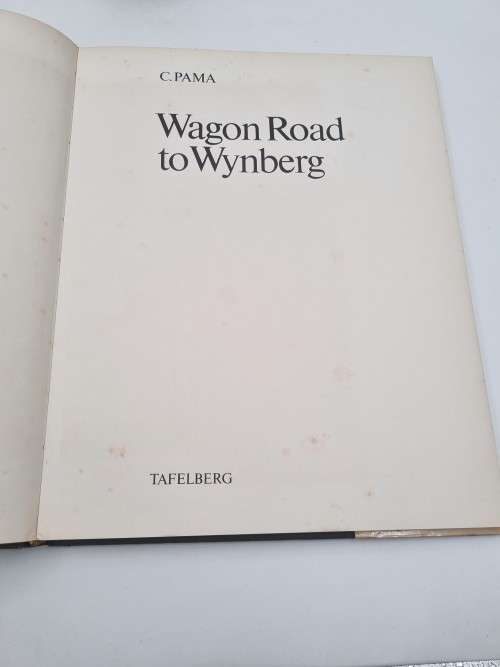 C. PAMA
Wagon Road
to Wynberg
TAFELBERG